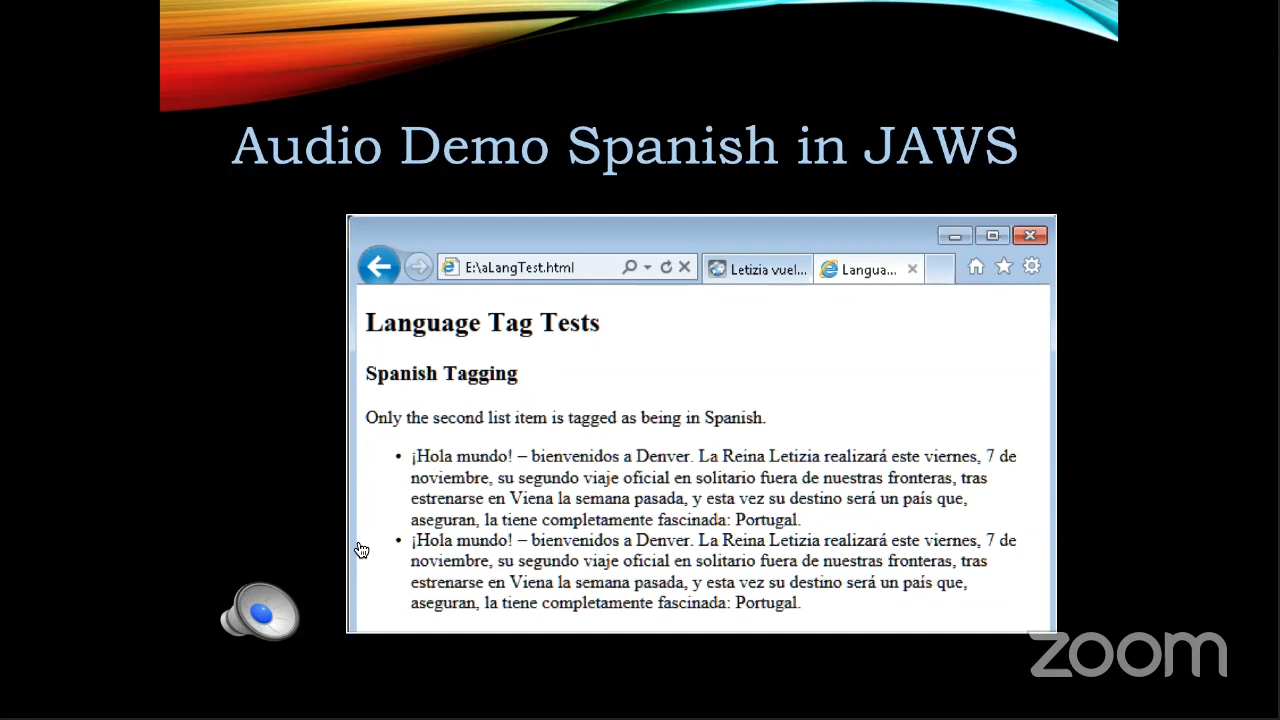 Audio Demo Spanish in JAWS
E:\aLangTest.html
Letizia vuel...
Langua...
Language Tag Tests
Spanish Tagging
Only the second list item is tagged as being in Spanish.
• ¡Hola mundo! – bienvenidos a Denver. La Reina Letizia realizará este viernes, 7 de
noviembre, su segundo viaje oficial en solitario fuera de nuestras fronteras, tras
estrenarse en Viena la semana pasada, y esta vez su destino será un país que,
aseguran, la tiene completamente fascinada: Portugal.
• ¡Hola mundo! – bienvenidos a Denver. La Reina Letizia realizará este viernes, 7 de
noviembre, su segundo viaje oficial en solitario fuera de nuestras fronteras, tras
estrenarse en Viena la semana pasada, y esta vez su destino será un país que,
aseguran, la tiene completamente fascinada: Portugal.
zoom